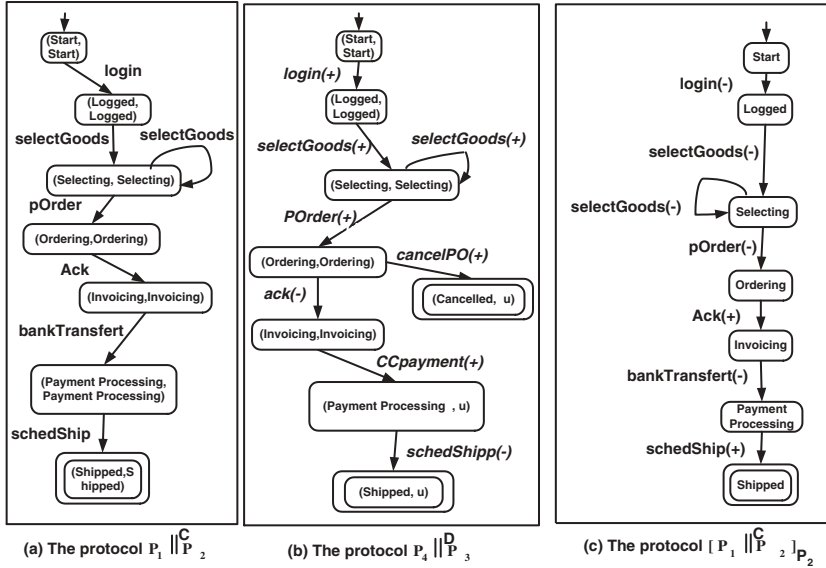 (Start,
Start)
login
(Logged,
Logged)
selectGoods
selectGoods
(Selecting, Selecting)
pOrder
(Ordering,Ordering)
Ack
(Invoicing,Invoicing)
bankTransfert
(Payment Processing,
Payment Processing)
schedShip
(Shipped,S
hipped)
(a) The protocol P1 ||C P2
(Start,
Start)
login(+)
(Logged,
Logged)
selectGoods(+)
selectGoods(+)
(Selecting, Selecting)
POrder(+)
(Ordering,Ordering)
cancelPO(+)
(Cancelled, u)
ack(-)
(Invoicing,Invoicing)
CCpayment(+)
(Payment Processing , u)
schedShipp(-)
(Shipped, u)
(b) The protocol P4 ||D P3
Start
login(-)
Logged
selectGoods(-)
selectGoods(-)
Selecting
pOrder(-)
Ordering
Ack(+)
Invoicing
bankTransfert(-)
Payment
Processing
schedShip(+)
Shipped
(c) The protocol [ P1 ||C P2 ]P2